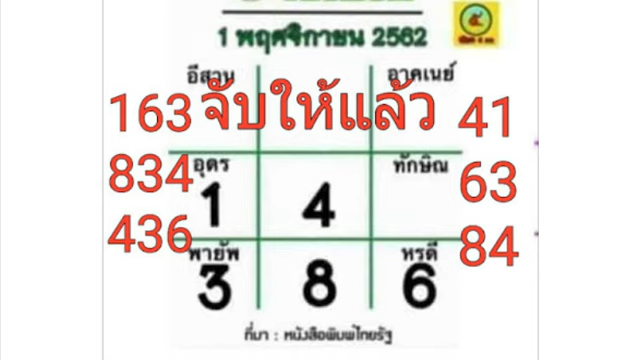 1 พฤศจิกายน 2562
๕
อีสาน อาคเนย์
163 จับให้แล้ว 41
อุดร ทักษิณ
834 63
1 4
436 84
พายัพ หรดี
3 8 6
ที่มา : หนังสือพิมพ์ไทยรัฐ